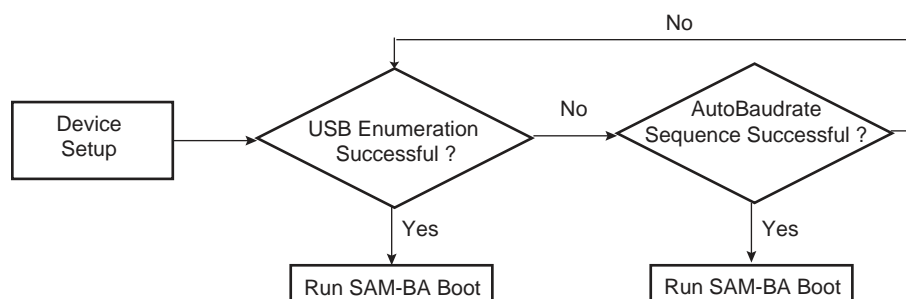 No
Device
Setup
USB Enumeration
Successful ?
No
AutoBaudrate
Sequence Successful ?
Yes
Yes
Run SAM-BA Boot
Run SAM-BA Boot